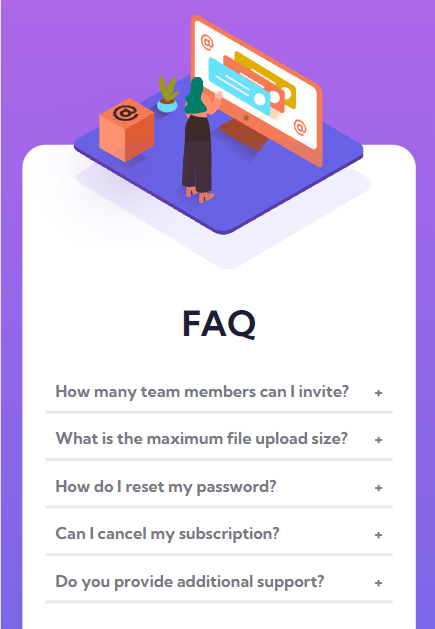 @
@
@
FAQ
How many team members can I invite? +
What is the maximum file upload size? +
How do I reset my password? +
Can I cancel my subscription? +
Do you provide additional support? +